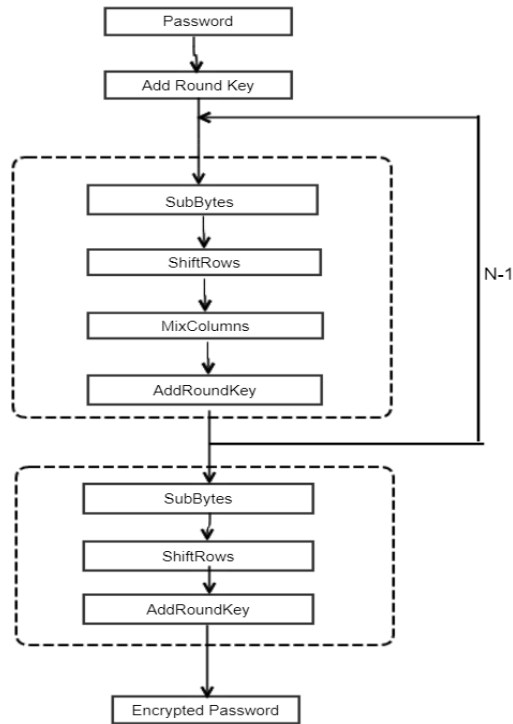 Password
Add Round Key
SubBytes
ShiftRows
N-1
MixColumns
AddRoundKey
SubBytes
ShiftRows
AddRoundKey
Encrypted Password